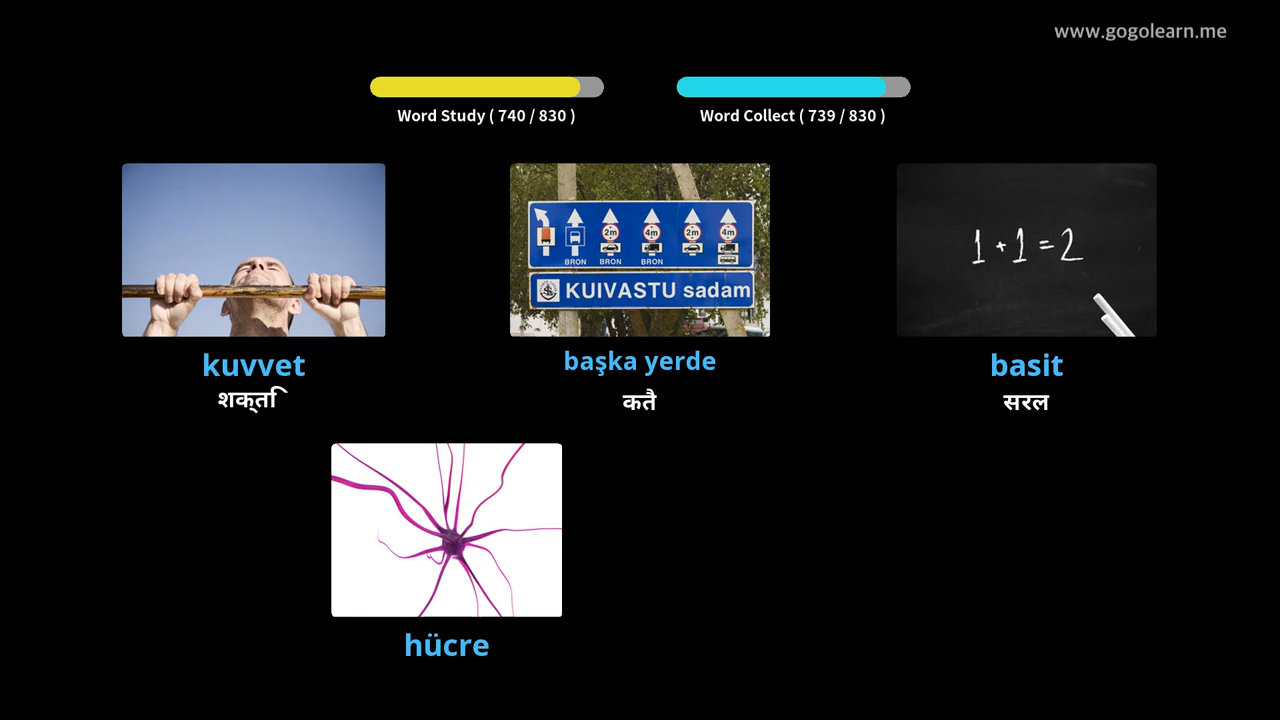 www.gogolearn.me
Word Study ( 740 / 830 )
Word Collect ( 739 / 830 )
2m
4m
2m
4m
BRON
BRON
BRON
KUIVASTU sadam
1 + 1 = 2
kuvvet
başka yerde
basit
शक्ति
कतै
सरल
hücre